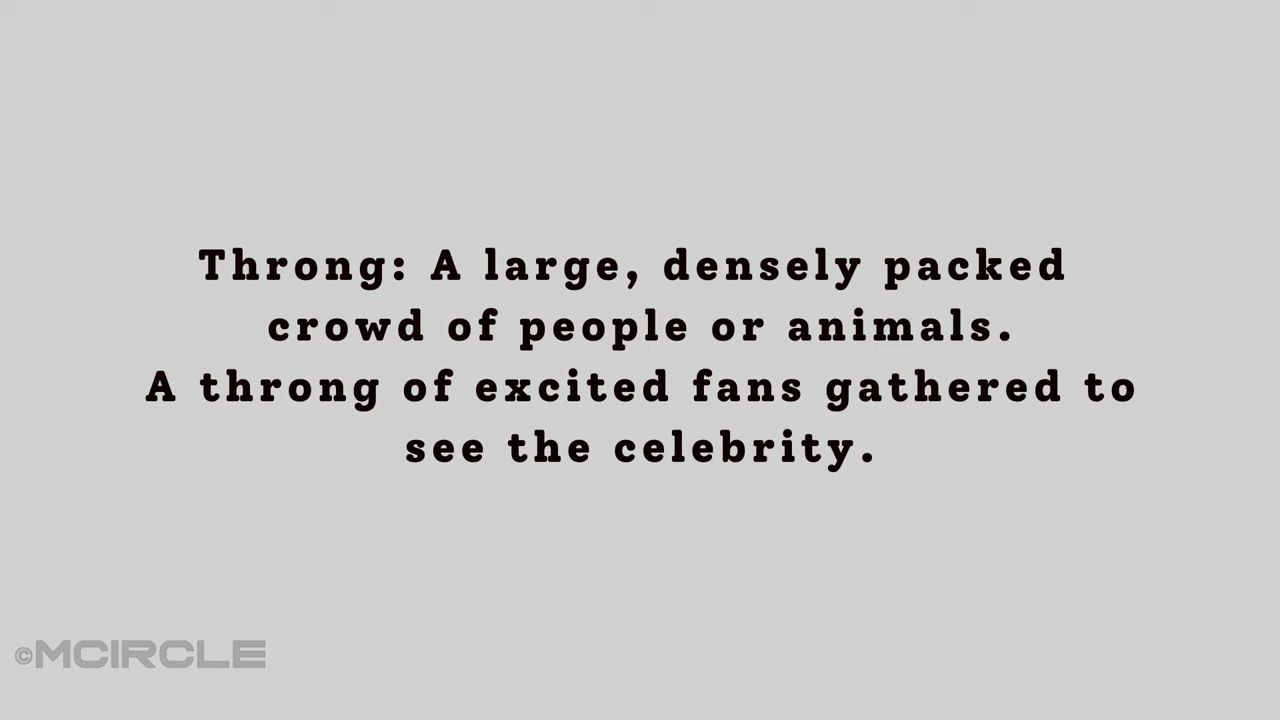 Throng: A large, densely packed
crowd of people or animals.
A throng of excited fans gathered to
see the celebrity.
©MCIRCLE